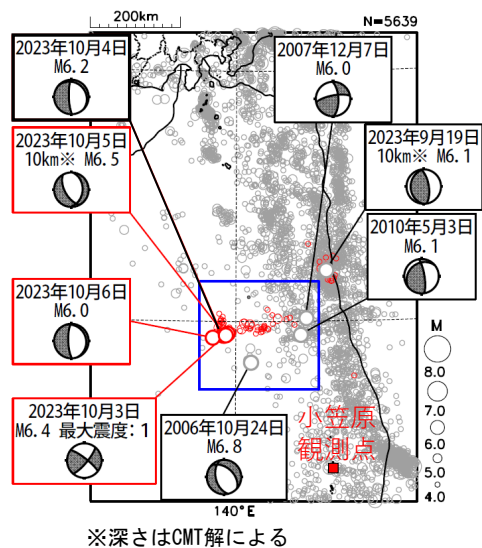 200km
N=5639
2023年10月4日
M6.2
2007年12月7日
M6.0
2023年10月5日
10km※ M6.5
2023年9月19日
10km※ M6.1
2010年5月3日
M6.1
2023年10月6日
M6.0
M
8.0
7.0
6.0
5.0
4.0
2023年10月3日
M6.4 最大震度:1
2006年10月24日
M6.8
小笠原
観測点
140°E
※深さはCMT解による